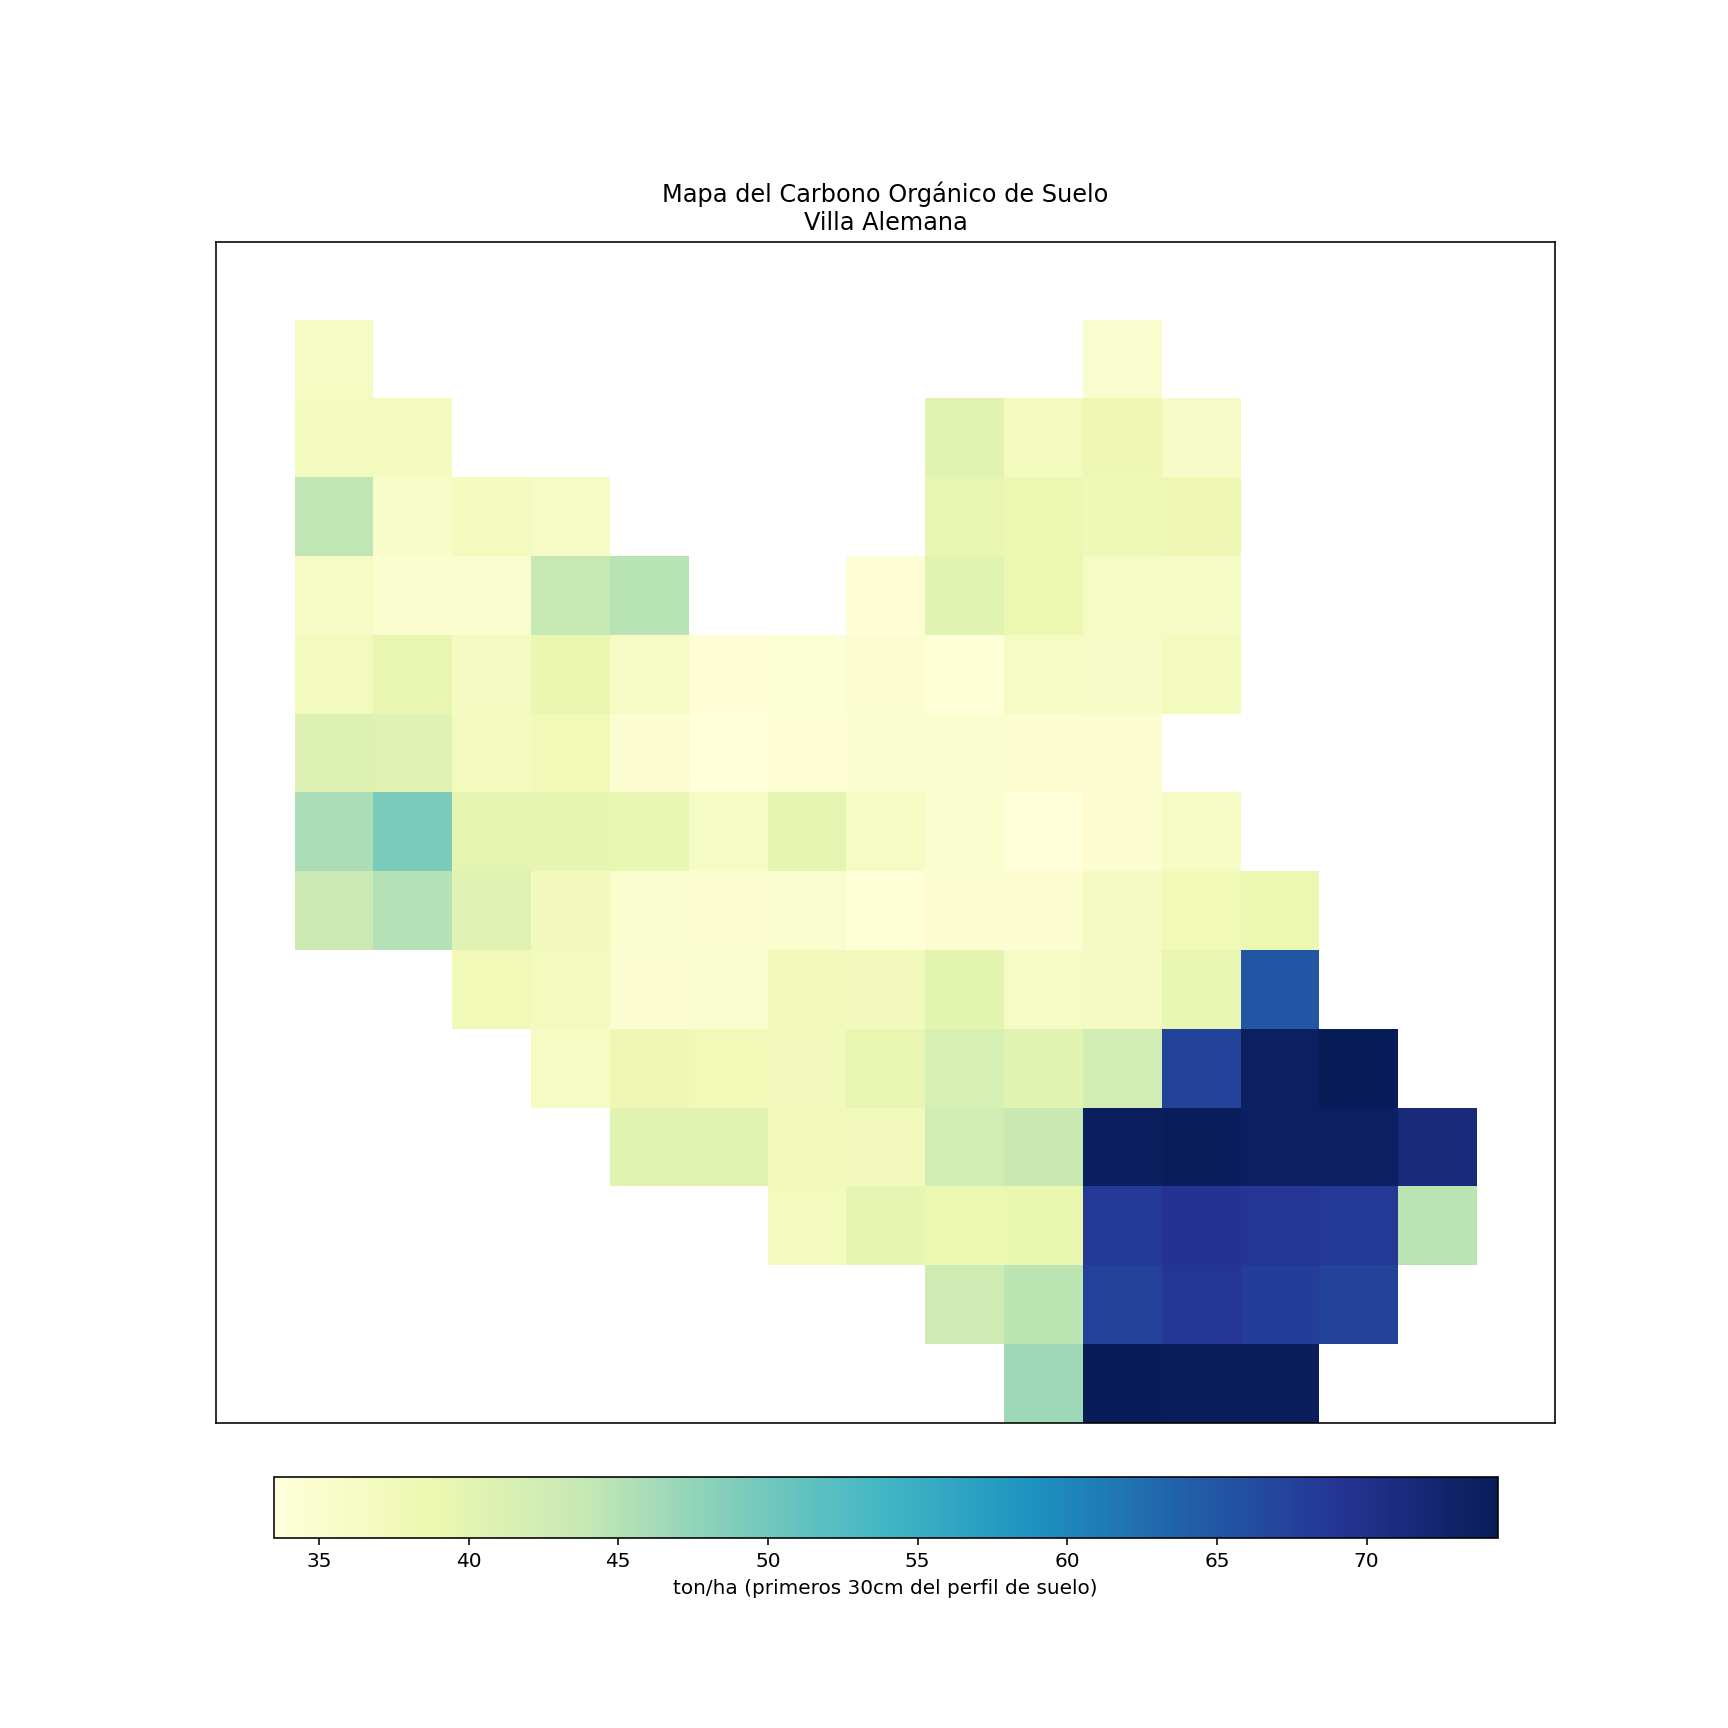 Mapa del Carbono Orgánico de Suelo
Villa Alemana
35 40 45 50 55 60 65 70
ton/ha (primeros 30cm del perfil de suelo)